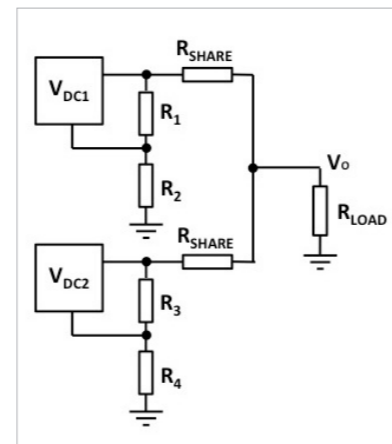 R_SHARE
V_DC1
R_1
R_2
V_O
R_LOAD
R_SHARE
V_DC2
R_3
R_4